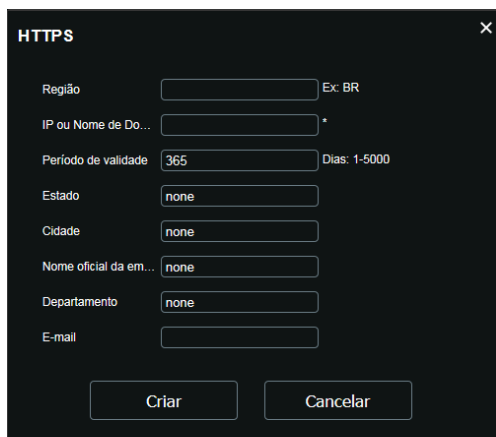 HTTPS ×
Região Ex: BR
IP ou Nome de Do... *
Período de validade 365 Dias: 1-5000
Estado none
Cidade none
Nome oficial da em... none
Departamento none
E-mail
Criar Cancelar